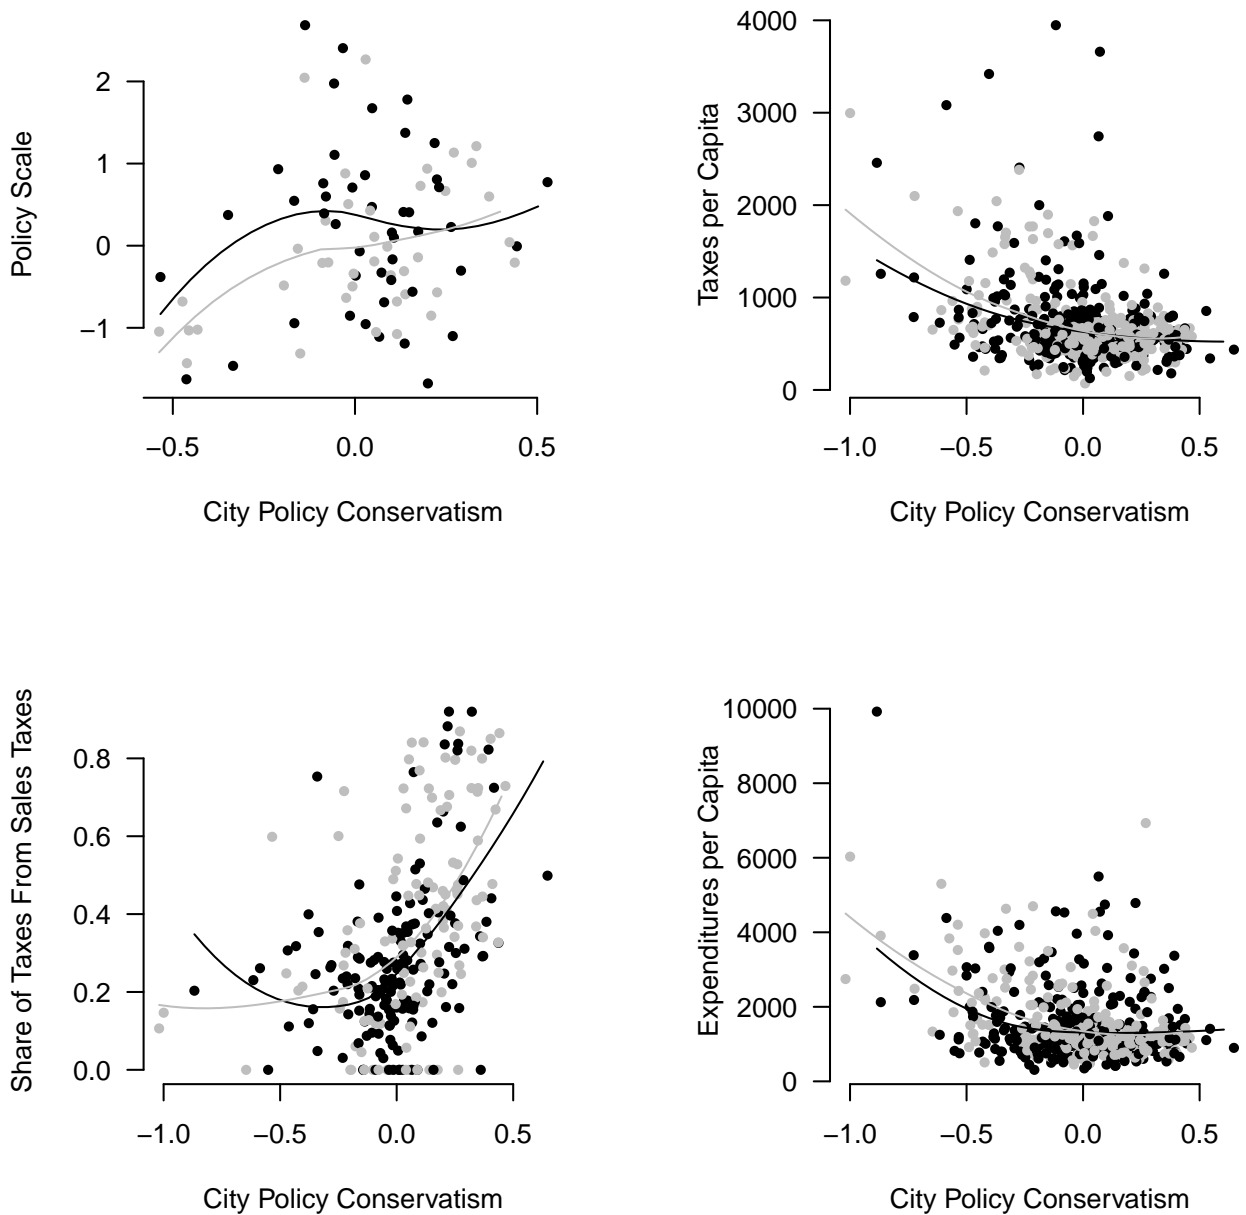 Policy Scale
2
1
0
−1
−0.5 0.0 0.5
City Policy Conservatism
Taxes per Capita
4000
3000
2000
1000
0
−1.0 −0.5 0.0 0.5
City Policy Conservatism
Share of Taxes From Sales Taxes
0.8
0.6
0.4
0.2
0.0
−1.0 −0.5 0.0 0.5
City Policy Conservatism
Expenditures per Capita
10000
8000
6000
4000
2000
0
−1.0 −0.5 0.0 0.5
City Policy Conservatism